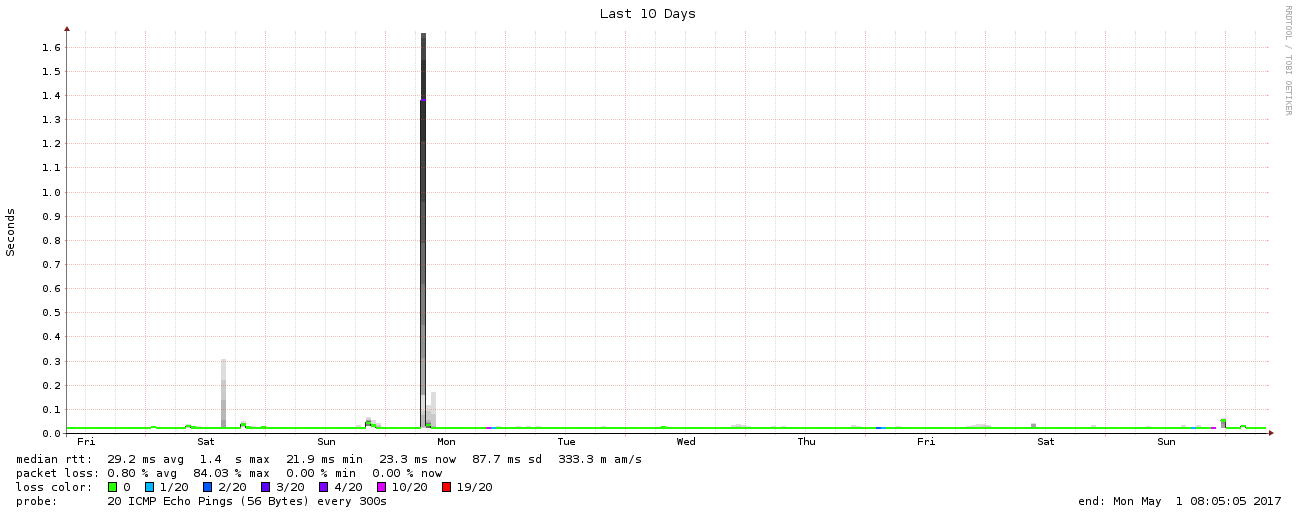 Last 10 Days
RRDTOOL / TOBI OETIKER
Seconds
1.6
1.5
1.4
1.3
1.2
1.1
1.0
0.9
0.8
0.7
0.6
0.5
0.4
0.3
0.2
0.1
0.0
Fri Sat Sun Mon Tue Wed Thu Fri Sat Sun
median rtt: 29.2 ms avg 1.4 s max 21.9 ms min 23.3 ms now 87.7 ms sd 333.3 m am/s
packet loss: 0.80 % avg 84.03 % max 0.00 % min 0.00 % now
loss color: 0 1/20 2/20 3/20 4/20 10/20 19/20
probe: 20 ICMP Echo Pings (56 Bytes) every 300s end: Mon May 1 08:05:05 2017